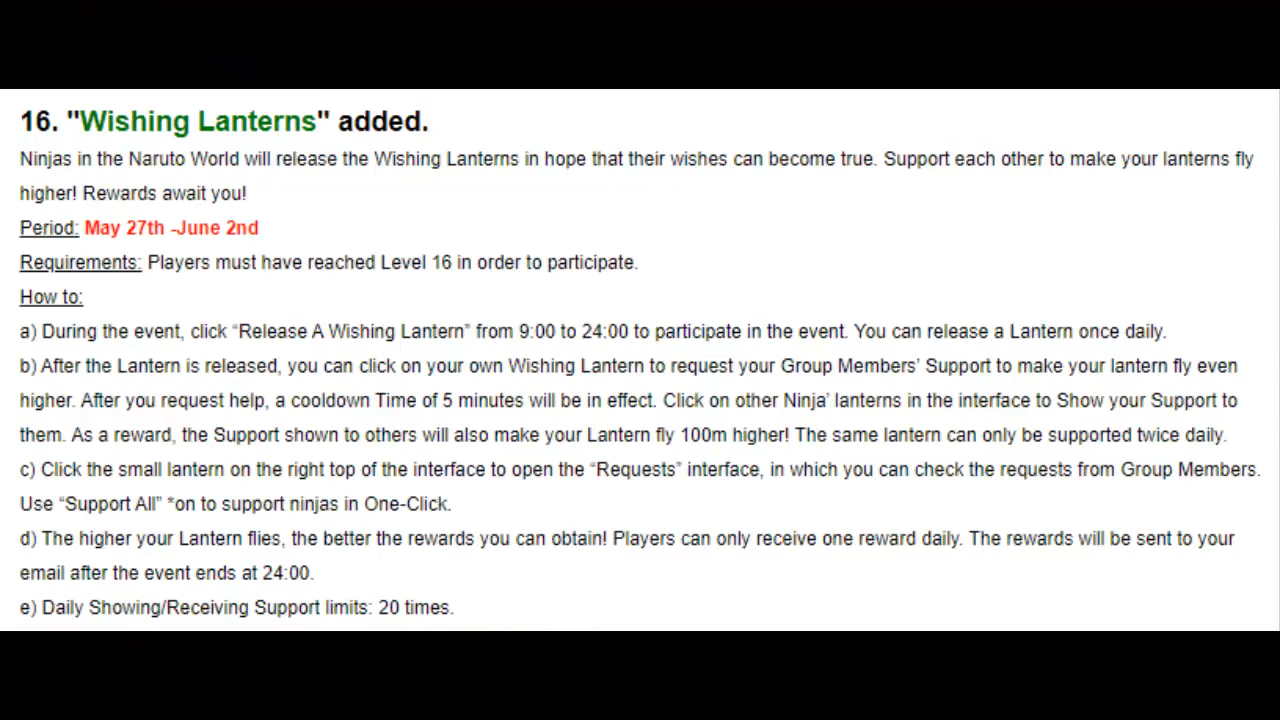 16. "Wishing Lanterns" added.
Ninjas in the Naruto World will release the Wishing Lanterns in hope that their wishes can become true. Support each other to make your lanterns fly
higher! Rewards await you!
Period: May 27th -June 2nd
Requirements: Players must have reached Level 16 in order to participate.
How to:
a) During the event, click “Release A Wishing Lantern” from 9:00 to 24:00 to participate in the event. You can release a Lantern once daily.
b) After the Lantern is released, you can click on your own Wishing Lantern to request your Group Members’ Support to make your lantern fly even
higher. After you request help, a cooldown Time of 5 minutes will be in effect. Click on other Ninja’ lanterns in the interface to Show your Support to
them. As a reward, the Support shown to others will also make your Lantern fly 100m higher! The same lantern can only be supported twice daily.
c) Click the small lantern on the right top of the interface to open the “Requests” interface, in which you can check the requests from Group Members.
Use “Support All” *on to support ninjas in One-Click.
d) The higher your Lantern flies, the better the rewards you can obtain! Players can only receive one reward daily. The rewards will be sent to your
email after the event ends at 24:00.
e) Daily Showing/Receiving Support limits: 20 times.